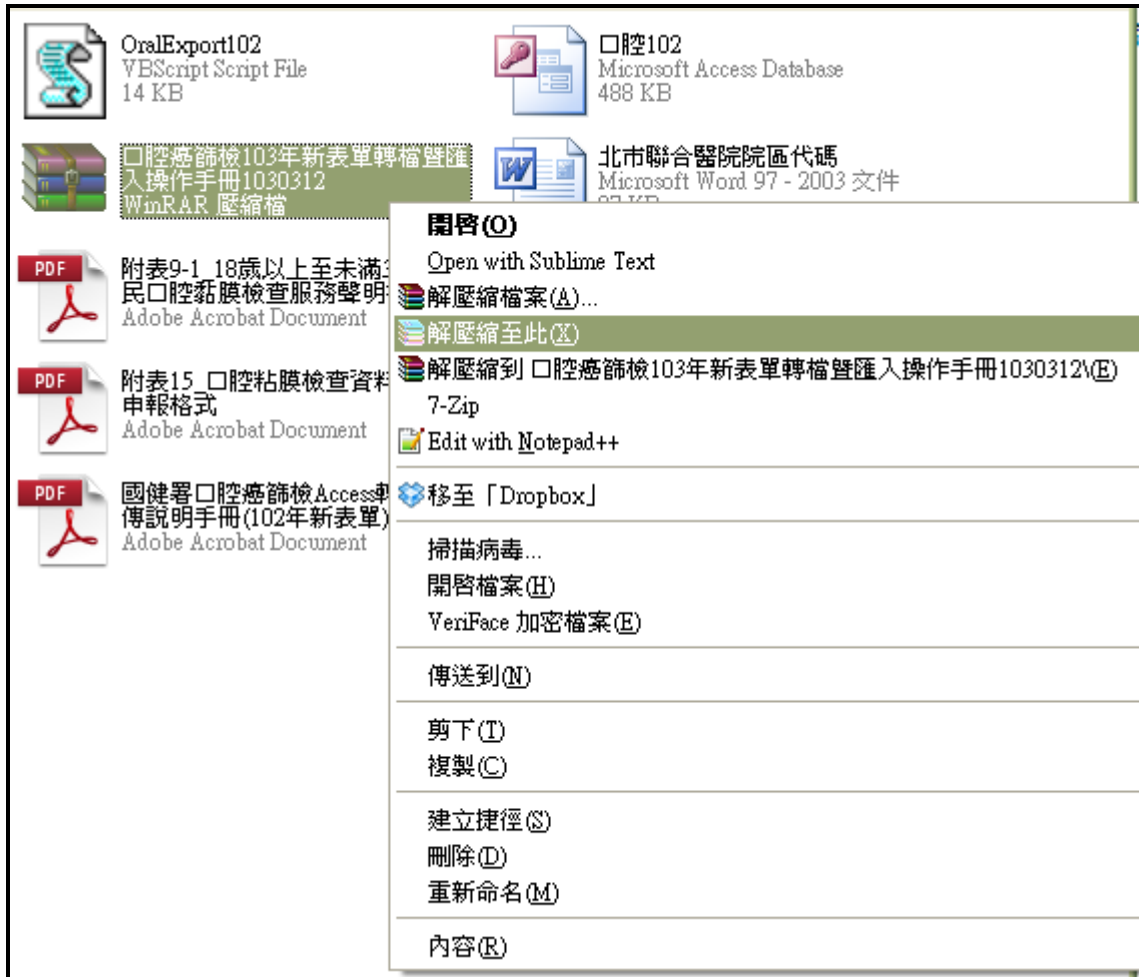 OralExport102
VBScript Script File
14 KB
口腔102
Microsoft Access Database
488 KB
口腔癌篩檢103年新表單轉檔暨匯
入操作手冊1030312
WinRAR 壓縮檔
北市聯合醫院院區代碼
Microsoft Word 97 - 2003 文件
PDF
附表9-1_18歲以上至未滿
民口腔黏膜檢查服務聲明
Adobe Acrobat Document
PDF
附表15_口腔粘膜檢查資料
申報格式
Adobe Acrobat Document
PDF
國健署口腔癌篩檢Access轉
傳說明手冊(102年新表單)
Adobe Acrobat Document
開啓(O)
Open with Sublime Text
解壓縮檔案(A)...
解壓縮至此(X)
解壓縮到 口腔癌篩檢103年新表單轉檔暨匯入操作手冊1030312\(E)
7-Zip
Edit with Notepad++
移至「Dropbox」
掃描病毒...
開啓檔案(H)
VeriFace 加密檔案(E)
傳送到(N)
剪下(T)
複製(C)
建立捷徑(S)
刪除(D)
重新命名(M)
內容(R)